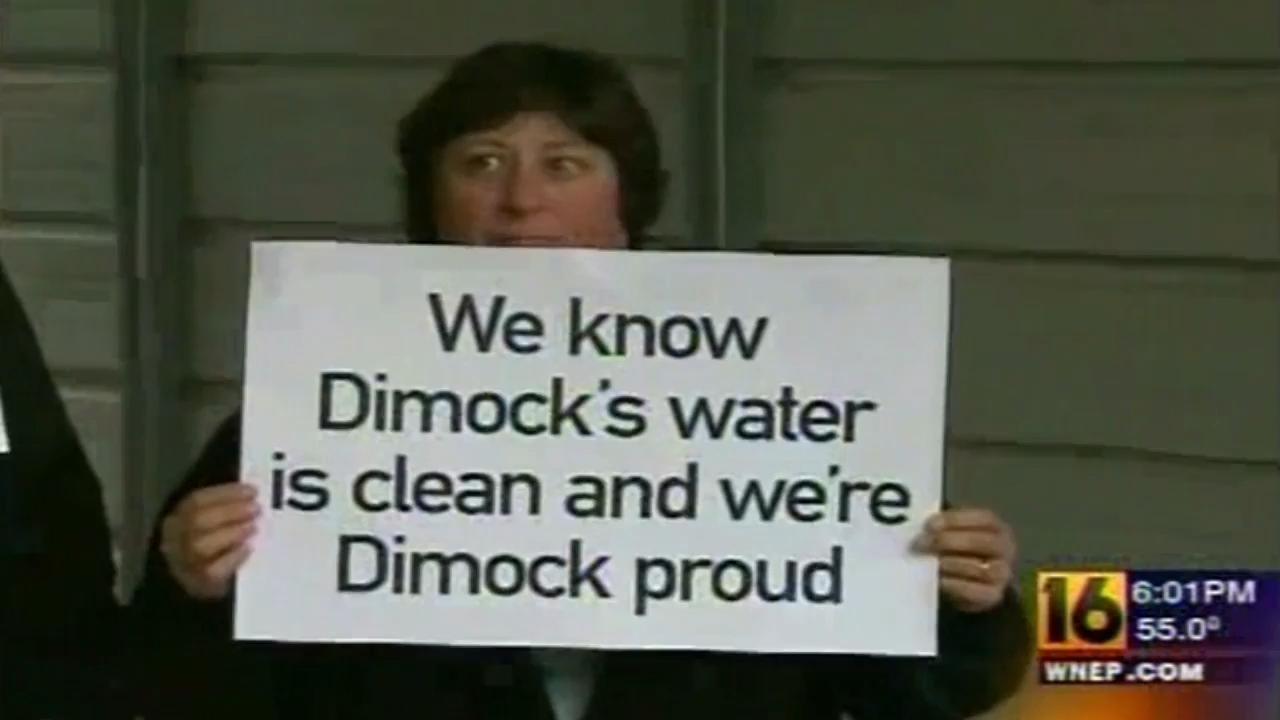 We know
Dimock's water
is clean and we're
Dimock proud
16
6:01PM
55.0°
WNEP.COM